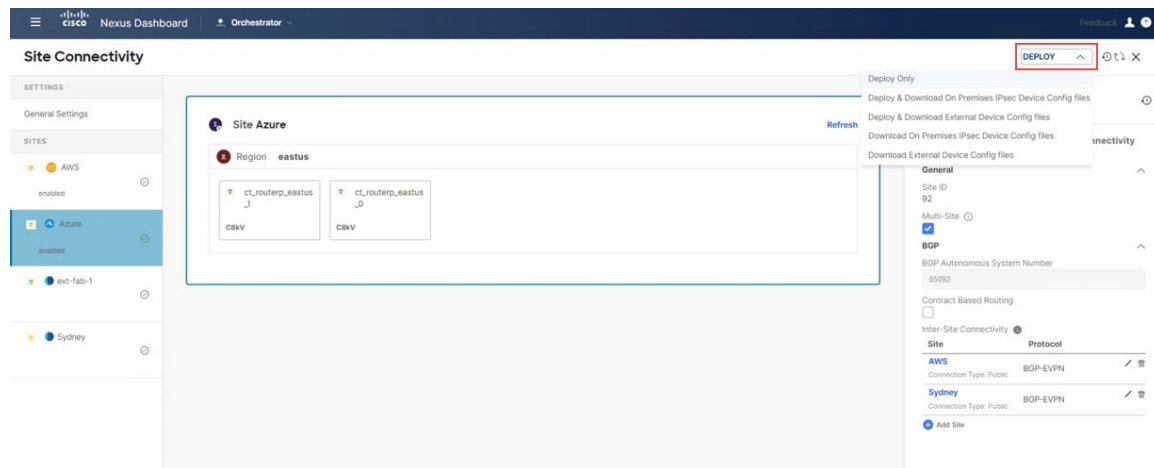 CISCO Nexus Dashboard Orchestrator Feedback
Site Connectivity DEPLOY
SETTINGS
General Settings
SITES
AWS
enabled
Azure
enabled
ext-fab-1
Sydney
Site Azure Refresh
Region eastus
ct_routerp_eastus
_1
C8kV
ct_routerp_eastus
_0
C8kV
Deploy Only
Deploy & Download On Premises IPsec Device Config files
Deploy & Download External Device Config files
Download On Premises IPsec Device Config files
Download External Device Config files
General
Site ID
92
Multi-Site
BGP
BGP Autonomous System Number
65092
Contract Based Routing
Inter-Site Connectivity
Site Protocol
AWS
Connection Type: Public BGP-EVPN
Sydney
Connection Type: Public BGP-EVPN
Add Site